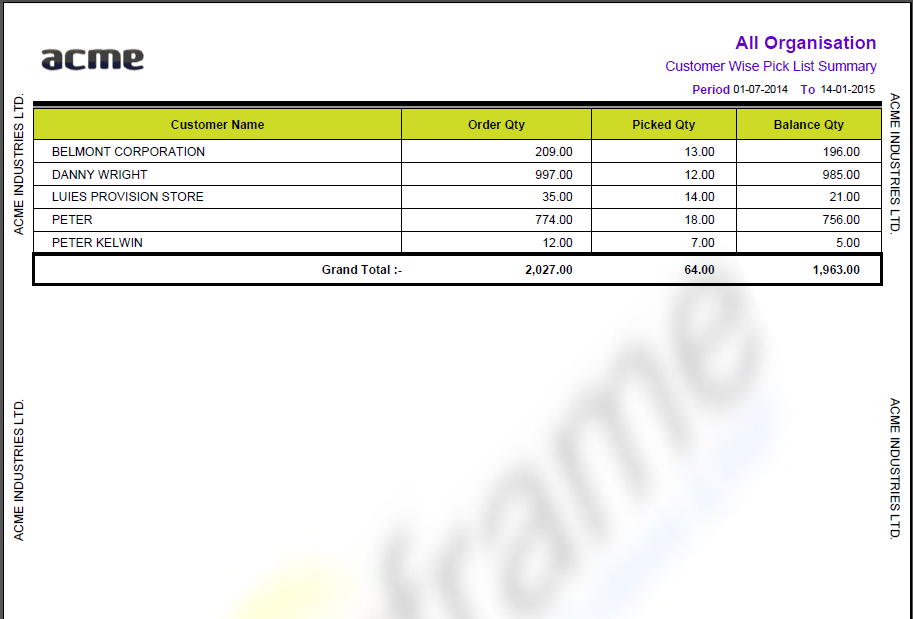 acme
All Organisation
Customer Wise Pick List Summary
Period 01-07-2014 To 14-01-2015
ACME INDUSTRIES LTD.
ACME INDUSTRIES LTD.
Customer Name Order Qty Picked Qty Balance Qty
BELMONT CORPORATION 209.00 13.00 196.00
DANNY WRIGHT 997.00 12.00 985.00
LUIES PROVISION STORE 35.00 14.00 21.00
PETER 774.00 18.00 756.00
PETER KELWIN 12.00 7.00 5.00
Grand Total :- 2,027.00 64.00 1,963.00
frame
ACME INDUSTRIES LTD.
ACME INDUSTRIES LTD.